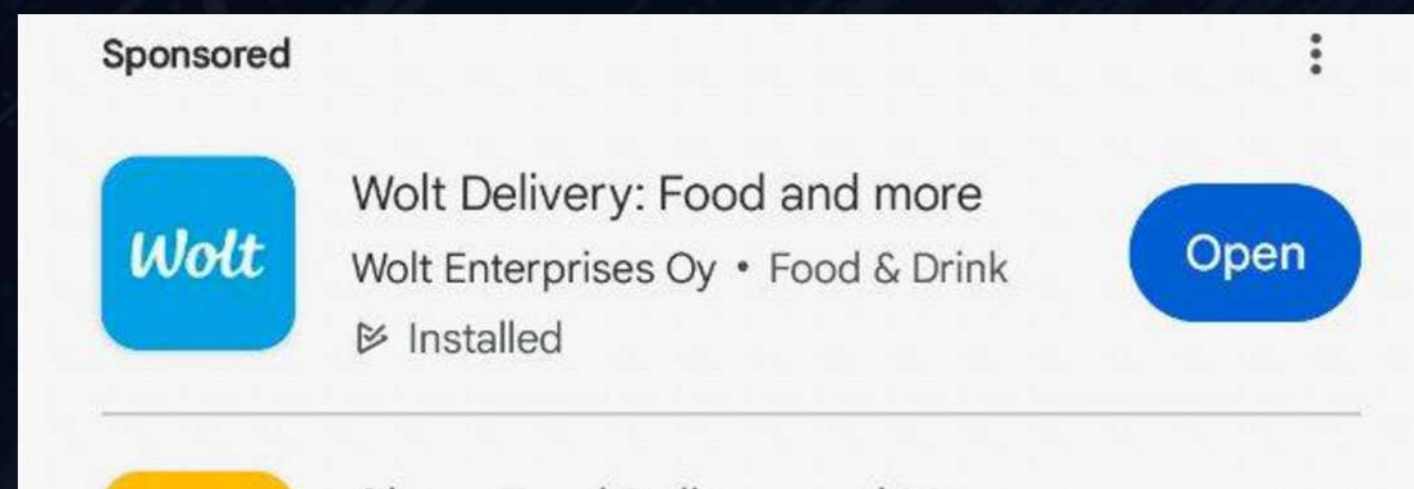 Sponsored
Wolt
Wolt Delivery: Food and more
Wolt Enterprises Oy • Food & Drink
Open
Installed